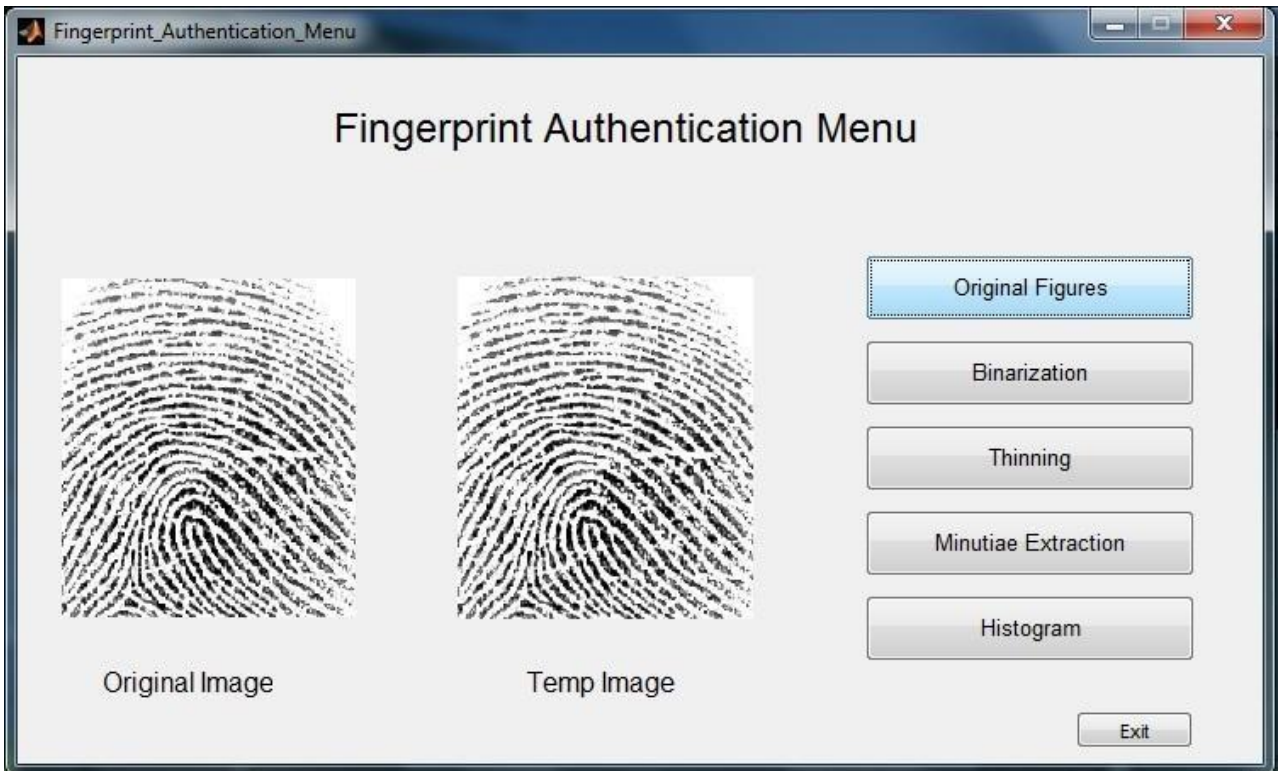 Fingerprint_Authentication_Menu
Fingerprint Authentication Menu
Original Figures
Binarization
Thinning
Minutiae Extraction
Histogram
Original Image
Temp Image
Exit